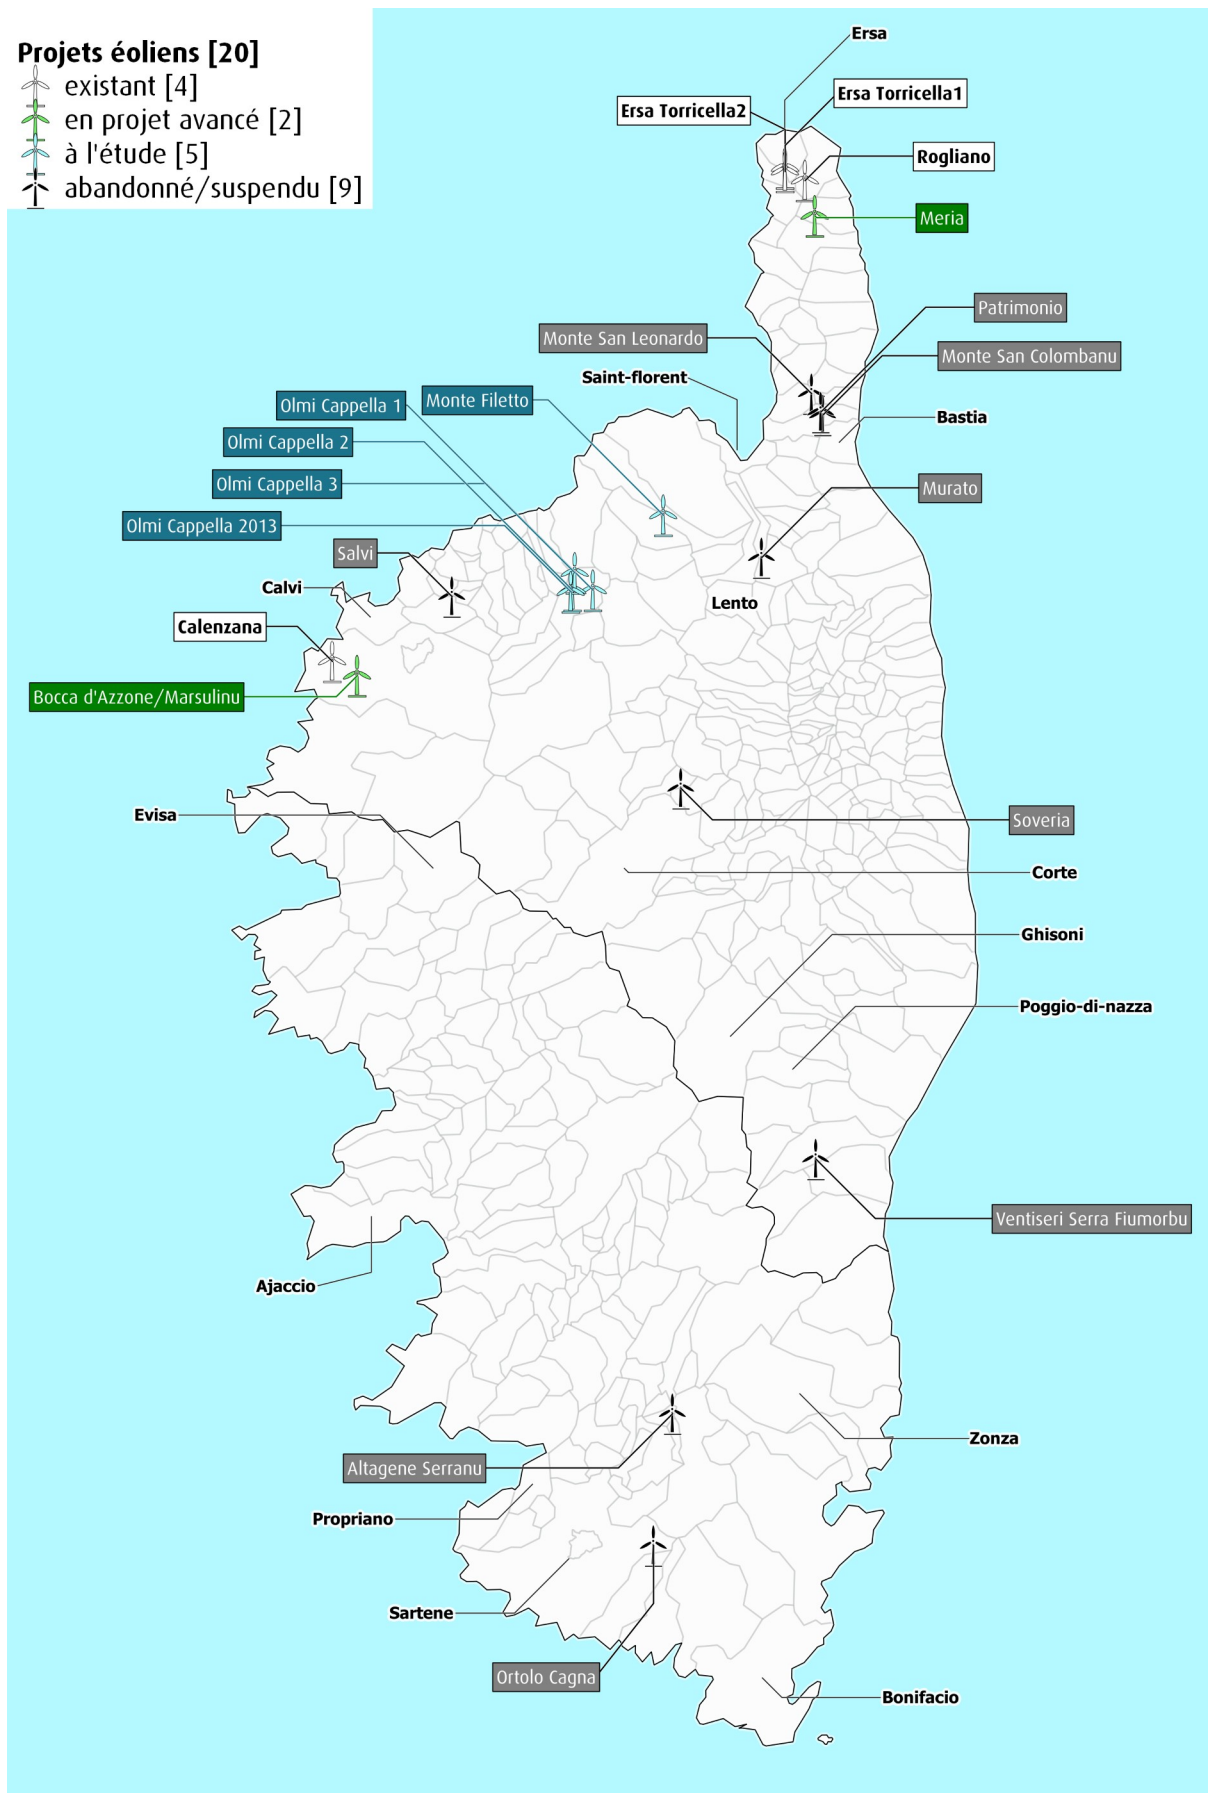 Projets éoliens [20]
existant [4]
en projet avancé [2]
à l'étude [5]
abandonné/suspendu [9]
Ersa
Ersa Torricella1
Ersa Torricella2
Rogliano
Meria
Patrimonio
Monte San Leonardo
Monte San Colombanu
Saint-florent
Monte Filetto
Olmi Cappella 1
Bastia
Olmi Cappella 2
Olmi Cappella 3
Murato
Olmi Cappella 2013
Salvi
Calvi
Lento
Calenzana
Bocca d'Azzone/Marsulinu
Evisa
Soveria
Corte
Ghisoni
Poggio-di-nazza
Ventiseri Serra Fiumorbu
Ajaccio
Zonza
Altagene Serranu
Propriano
Sartene
Ortolo Cagna
Bonifacio